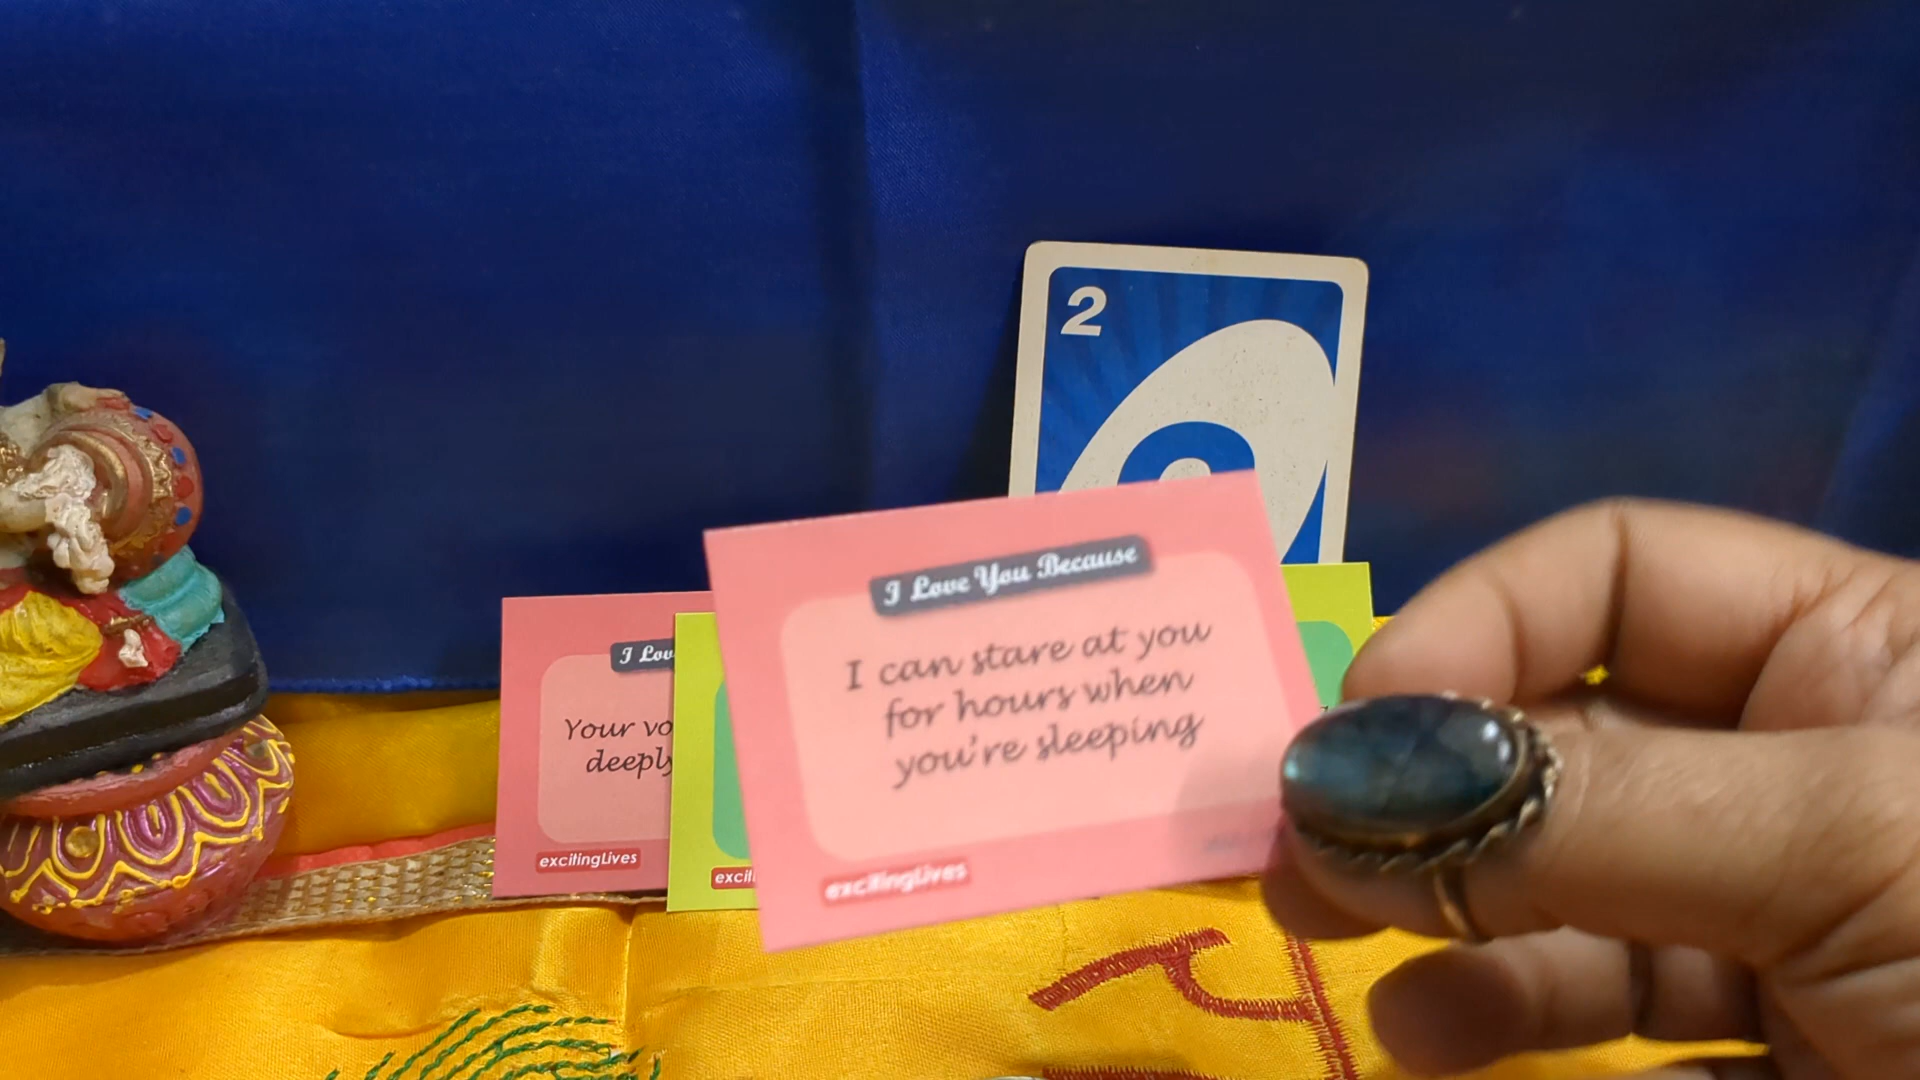 2
I Love You Because
I can stare at you
for hours when
you're sleeping
excitingLives
I Lov
Your vo
deeply
excitingLives
exciti